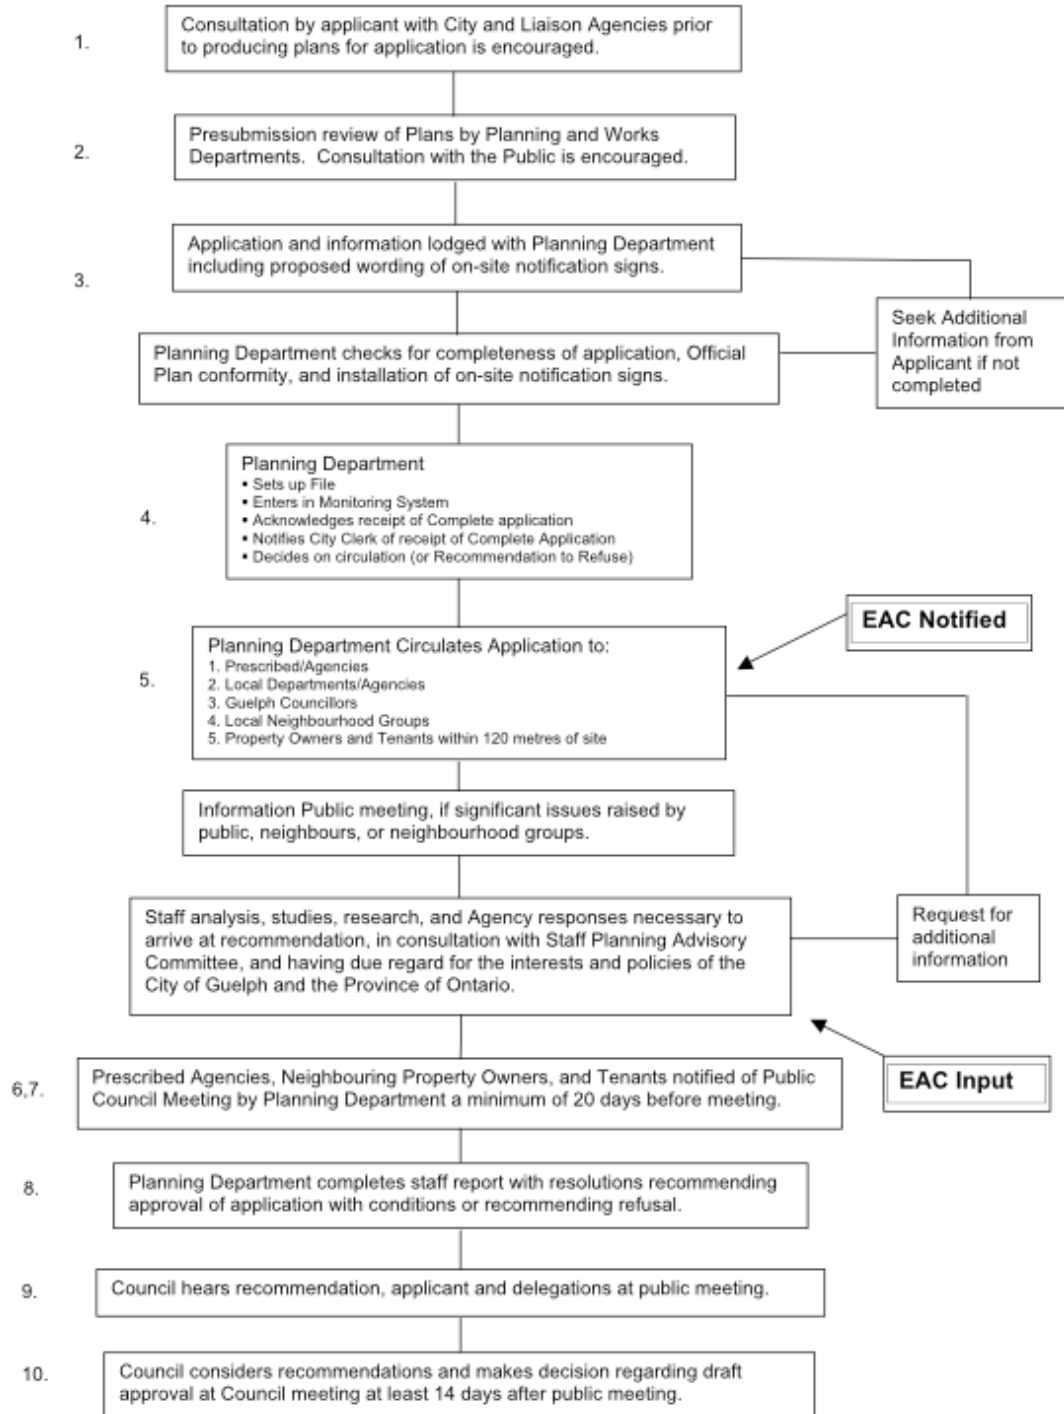 1.
Consultation by applicant with City and Liaison Agencies prior
to producing plans for application is encouraged.
2.
Presubmission review of Plans by Planning and Works
Departments. Consultation with the Public is encouraged.
3.
Application and information lodged with Planning Department
including proposed wording of on-site notification signs.
Seek Additional
Information from
Applicant if not
completed
Planning Department checks for completeness of application, Official
Plan conformity, and installation of on-site notification signs.
4.
Planning Department
▪ Sets up File
▪ Enters in Monitoring System
▪ Acknowledges receipt of Complete application
▪ Notifies City Clerk of receipt of Complete Application
▪ Decides on circulation (or Recommendation to Refuse)
EAC Notified
5.
Planning Department Circulates Application to:
1. Prescribed/Agencies
2. Local Departments/Agencies
3. Guelph Councillors
4. Local Neighbourhood Groups
5. Property Owners and Tenants within 120 metres of site
Information Public meeting, if significant issues raised by
public, neighbours, or neighbourhood groups.
Staff analysis, studies, research, and Agency responses necessary to
arrive at recommendation, in consultation with Staff Planning Advisory
Committee, and having due regard for the interests and policies of the
City of Guelph and the Province of Ontario.
Request for
additional
information
EAC Input
6,7.
Prescribed Agencies, Neighbouring Property Owners, and Tenants notified of Public
Council Meeting by Planning Department a minimum of 20 days before meeting.
8.
Planning Department completes staff report with resolutions recommending
approval of application with conditions or recommending refusal.
9.
Council hears recommendation, applicant and delegations at public meeting.
10.
Council considers recommendations and makes decision regarding draft
approval at Council meeting at least 14 days after public meeting.